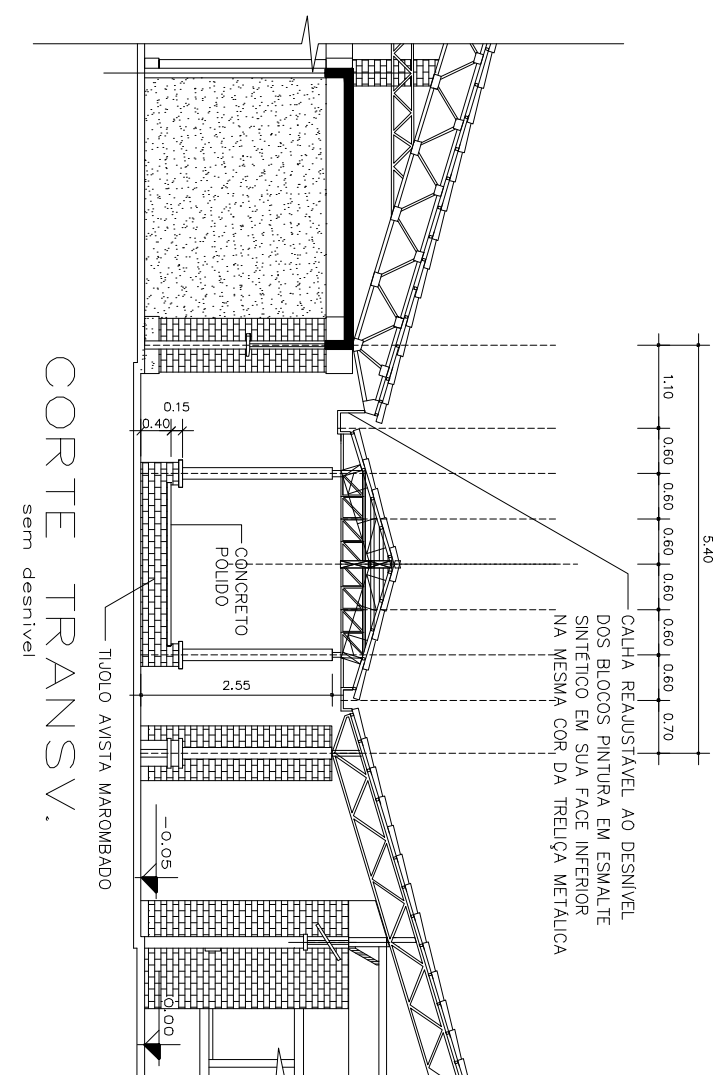 5.40
1.10
0.60
0.60
0.60
0.60
0.60
0.60
0.70
CALHA REAJUSTÁVEL AO DESNÍVEL
DOS BLOCOS PINTURA EM ESMALTE
SINTÉTICO EM SUA FACE INFERIOR
NA MESMA COR DA TRELIÇA METÁLICA
CONCRETO
POLIDO
2.55
0.15
0.40
-0.05
0.00
TIJOLO AVISTA MAROMBADO
CORTE TRANSV.
sem desnivel